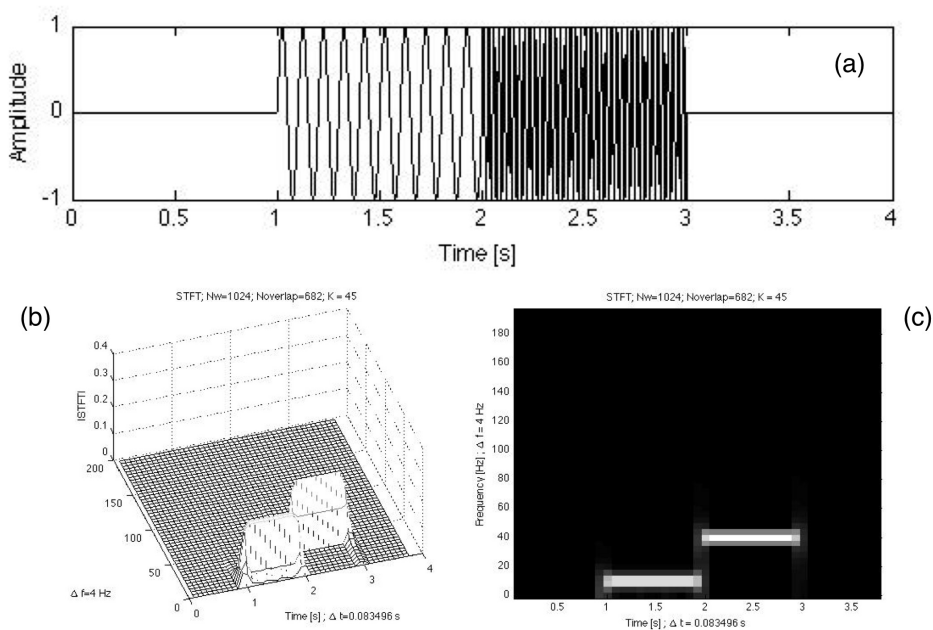 1
(a)
Amplitude
0
-1
0 0.5 1 1.5 2 2.5 3 3.5 4
Time [s]
(b)
STFT; Nw=1024; Noverlap=682; K = 45
0.4
0.3
0.2
0.1
0
|STFT|
200
150
100
50
0
0 1 2 3 4
Δ f=4 Hz
Time [s] ; Δ t=0.083496 s
STFT; Nw=1024; Noverlap=682; K = 45
(c)
180
160
140
120
100
80
60
40
20
0
Frequency [Hz] ; Δ f = 4 Hz
0.5 1 1.5 2 2.5 3 3.5
Time [s] ; Δ t=0.083496 s